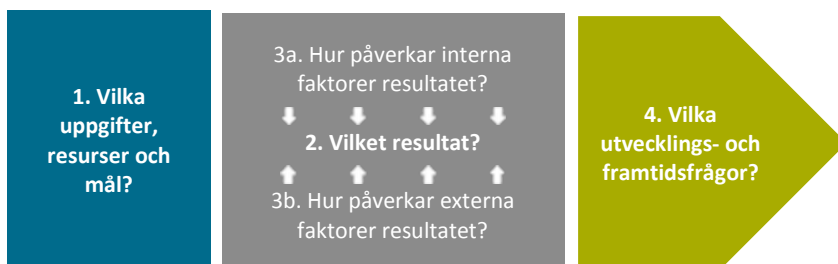 1. Vilka
uppgifter,
resurser och
mål?
3a. Hur påverkar interna
faktorer resultatet?
2. Vilket resultat?
3b. Hur påverkar externa
faktorer resultatet?
4. Vilka
utvecklings- och
framtidsfrågor?